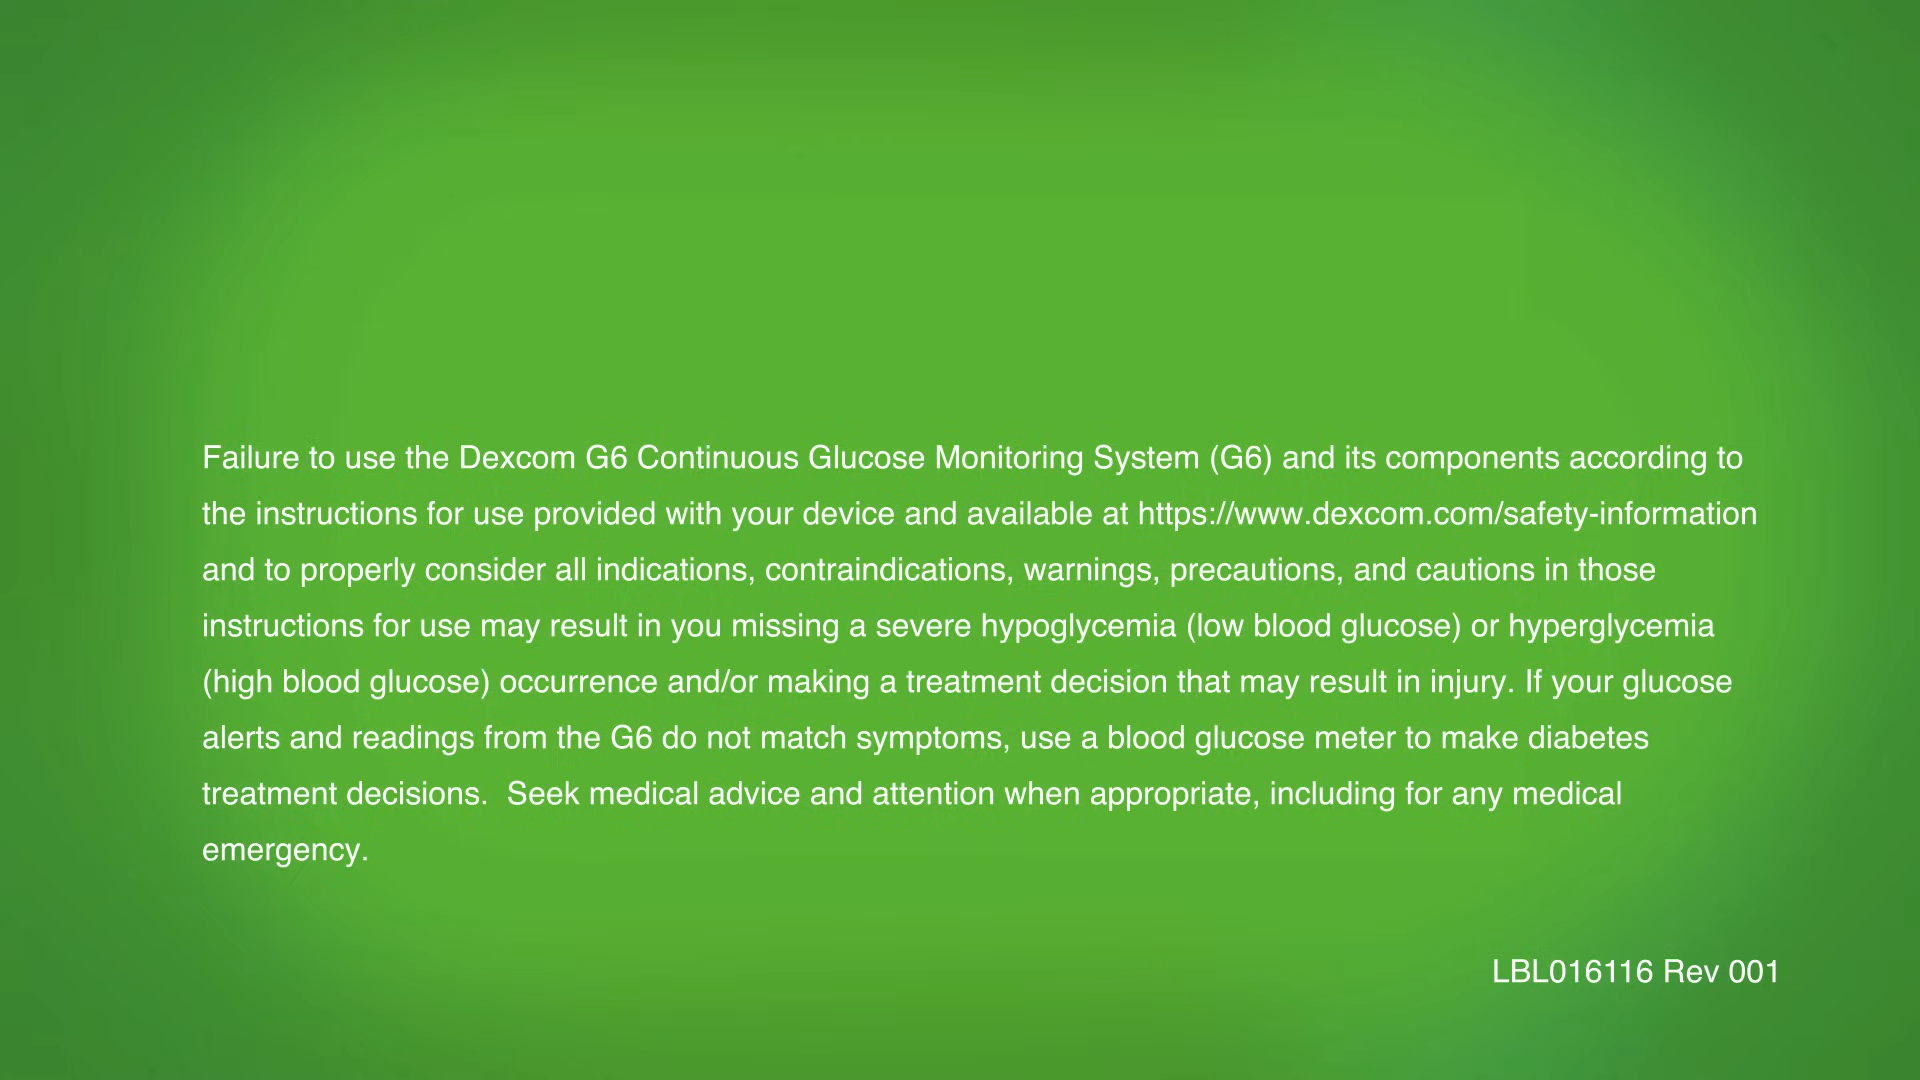 Failure to use the Dexcom G6 Continuous Glucose Monitoring System (G6) and its components according to
the instructions for use provided with your device and available at https://www.dexcom.com/safety-information
and to properly consider all indications, contraindications, warnings, precautions, and cautions in those
instructions for use may result in you missing a severe hypoglycemia (low blood glucose) or hyperglycemia
(high blood glucose) occurrence and/or making a treatment decision that may result in injury. If your glucose
alerts and readings from the G6 do not match symptoms, use a blood glucose meter to make diabetes
treatment decisions.  Seek medical advice and attention when appropriate, including for any medical
emergency.
LBL016116 Rev 001